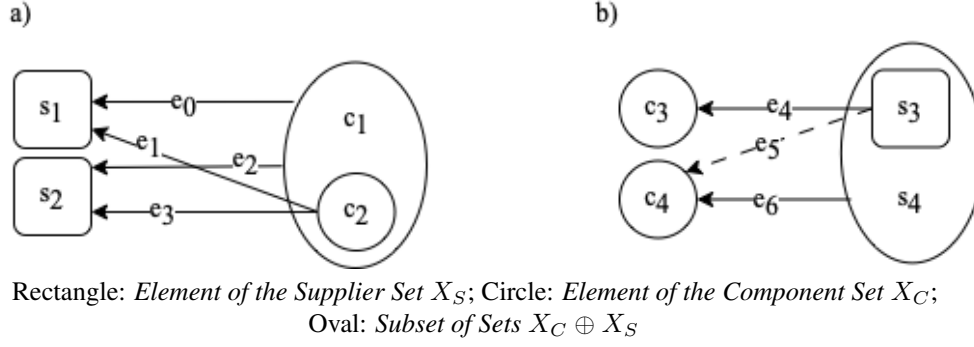 a)
b)
s1
e0
c1
e1
e2
s2
e3
c2
c3
e4
s3
e5
c4
e6
s4
Rectangle: Element of the Supplier Set X_S; Circle: Element of the Component Set X_C;
Oval: Subset of Sets X_C ⊕ X_S